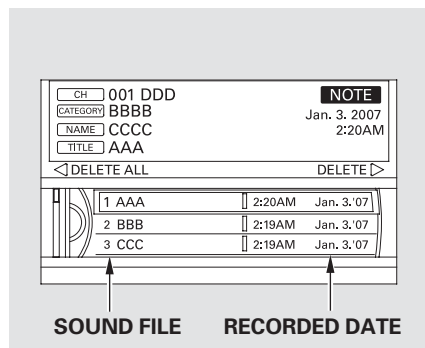 CH 001 DDD NOTE
CATEGORY BBBB Jan. 3. 2007
NAME CCCC 2:20AM
TITLE AAA
DELETE ALL DELETE
1 AAA 2:20AM Jan. 3.'07
2 BBB 2:19AM Jan. 3.'07
3 CCC 2:19AM Jan. 3.'07
SOUND FILE RECORDED DATE